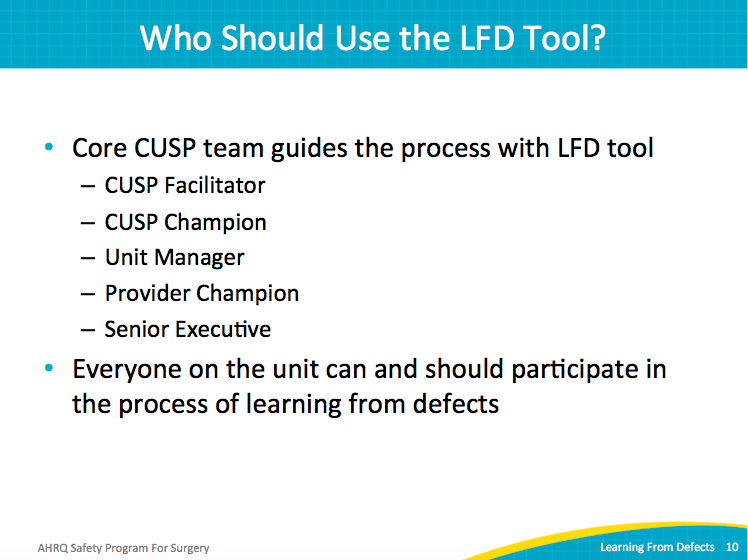 Who Should Use the LFD Tool?
• Core CUSP team guides the process with LFD tool
– CUSP Facilitator
– CUSP Champion
– Unit Manager
– Provider Champion
– Senior Executive
• Everyone on the unit can and should participate in
the process of learning from defects
AHRQ Safety Program For Surgery
Learning From Defects 10